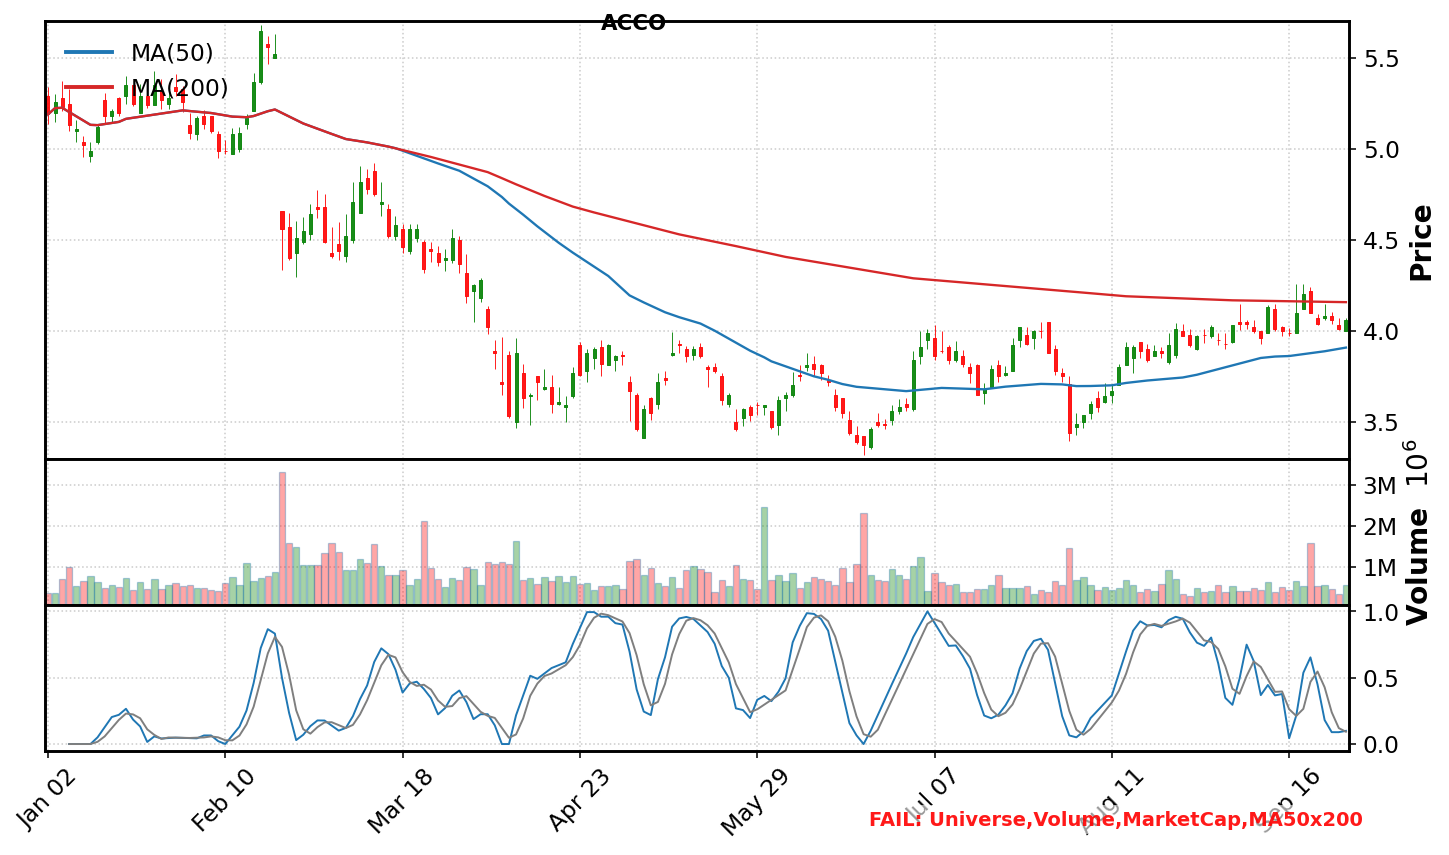 ACCO
MA(50)
MA(200)
5.5
5.0
4.5
4.0
3.5
Price
3M
2M
1M
Volume 10^6
1.0
0.5
0.0
Jan 02
Feb 10
Mar 18
Apr 23
May 29
Jul 07
Aug 11
Sep 16
FAIL: Universe,Volume,MarketCap,MA50x200